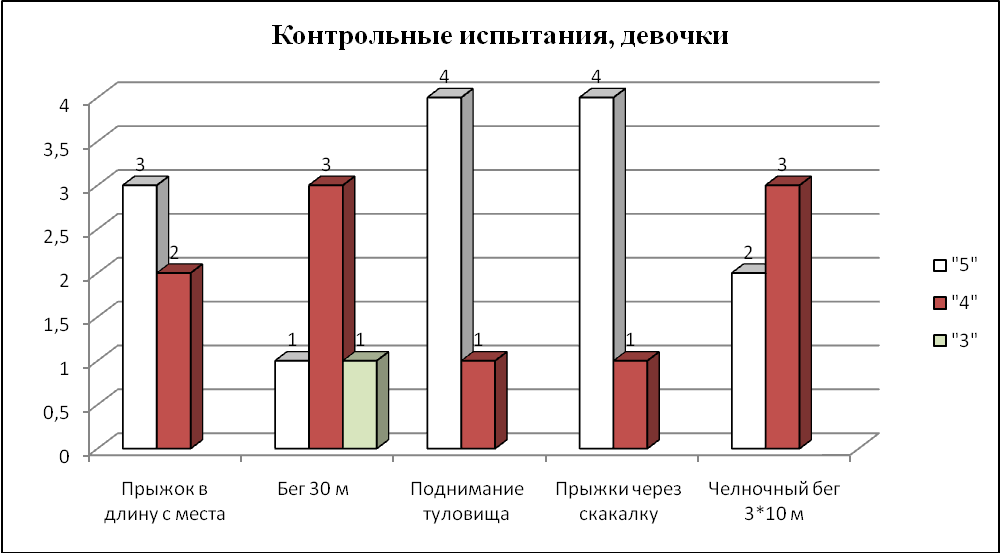 Контрольные испытания, девочки
4
3,5
3
2,5
2
1,5
1
0,5
0
3
2
1
3
1
4
1
4
1
2
3
Прыжок в
длину с места
Бег 30 м
Поднимание
туловища
Прыжки через
скакалку
Челночный бег
3*10 м
"5"
"4"
"3"